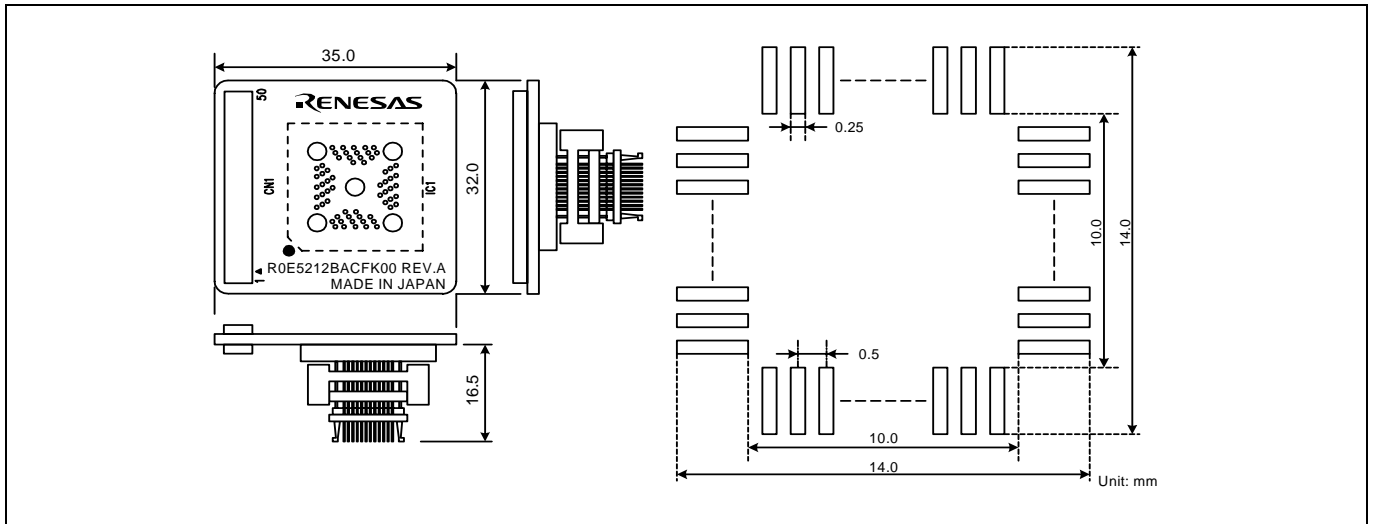 35.0
50
RENESAS
CN1
IC1
R0E5212BACFK00 REV.A
1
MADE IN JAPAN
32.0
16.5
0.25
10.0
14.0
0.5
10.0
14.0
Unit: mm